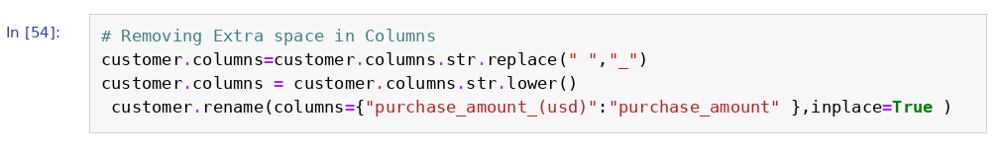 In [54]:
# Removing Extra space in Columns
customer.columns=customer.columns.str.replace(" ","_")
customer.columns = customer.columns.str.lower()
 customer.rename(columns={"purchase_amount_(usd)":"purchase_amount" },inplace=True )